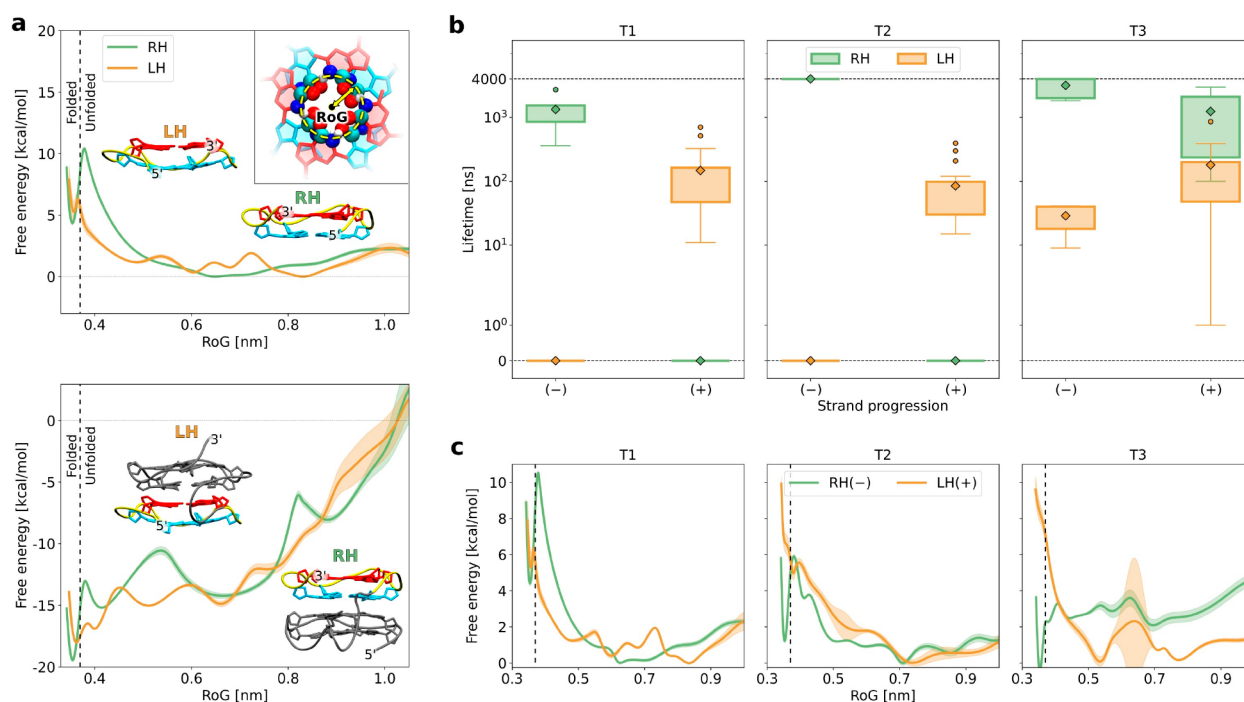 a
20
15
10
5
0
Free eneregy [kcal/mol]
Folded
Unfolded
RH
LH
RoG
LH
3'
5'
RH
3'
5'
0.4
0.6
0.8
1.0
RoG [nm]
0
−5
−10
−15
−20
Free eneregy [kcal/mol]
Folded
Unfolded
LH
3'
5'
RH
3'
5'
0.4
0.6
0.8
1.0
RoG [nm]
b
T1
T2
T3
RH
LH
4000
10³
10²
10¹
10⁰
0
Lifetime [ns]
(−)
(+)
(−)
(+)
(−)
(+)
Strand progression
c
T1
T2
T3
RH(−)
LH(+)
10
8
6
4
2
0
Free energy [kcal/mol]
0.3
0.5
0.7
0.9
0.3
0.5
0.7
0.9
0.3
0.5
0.7
0.9
RoG [nm]